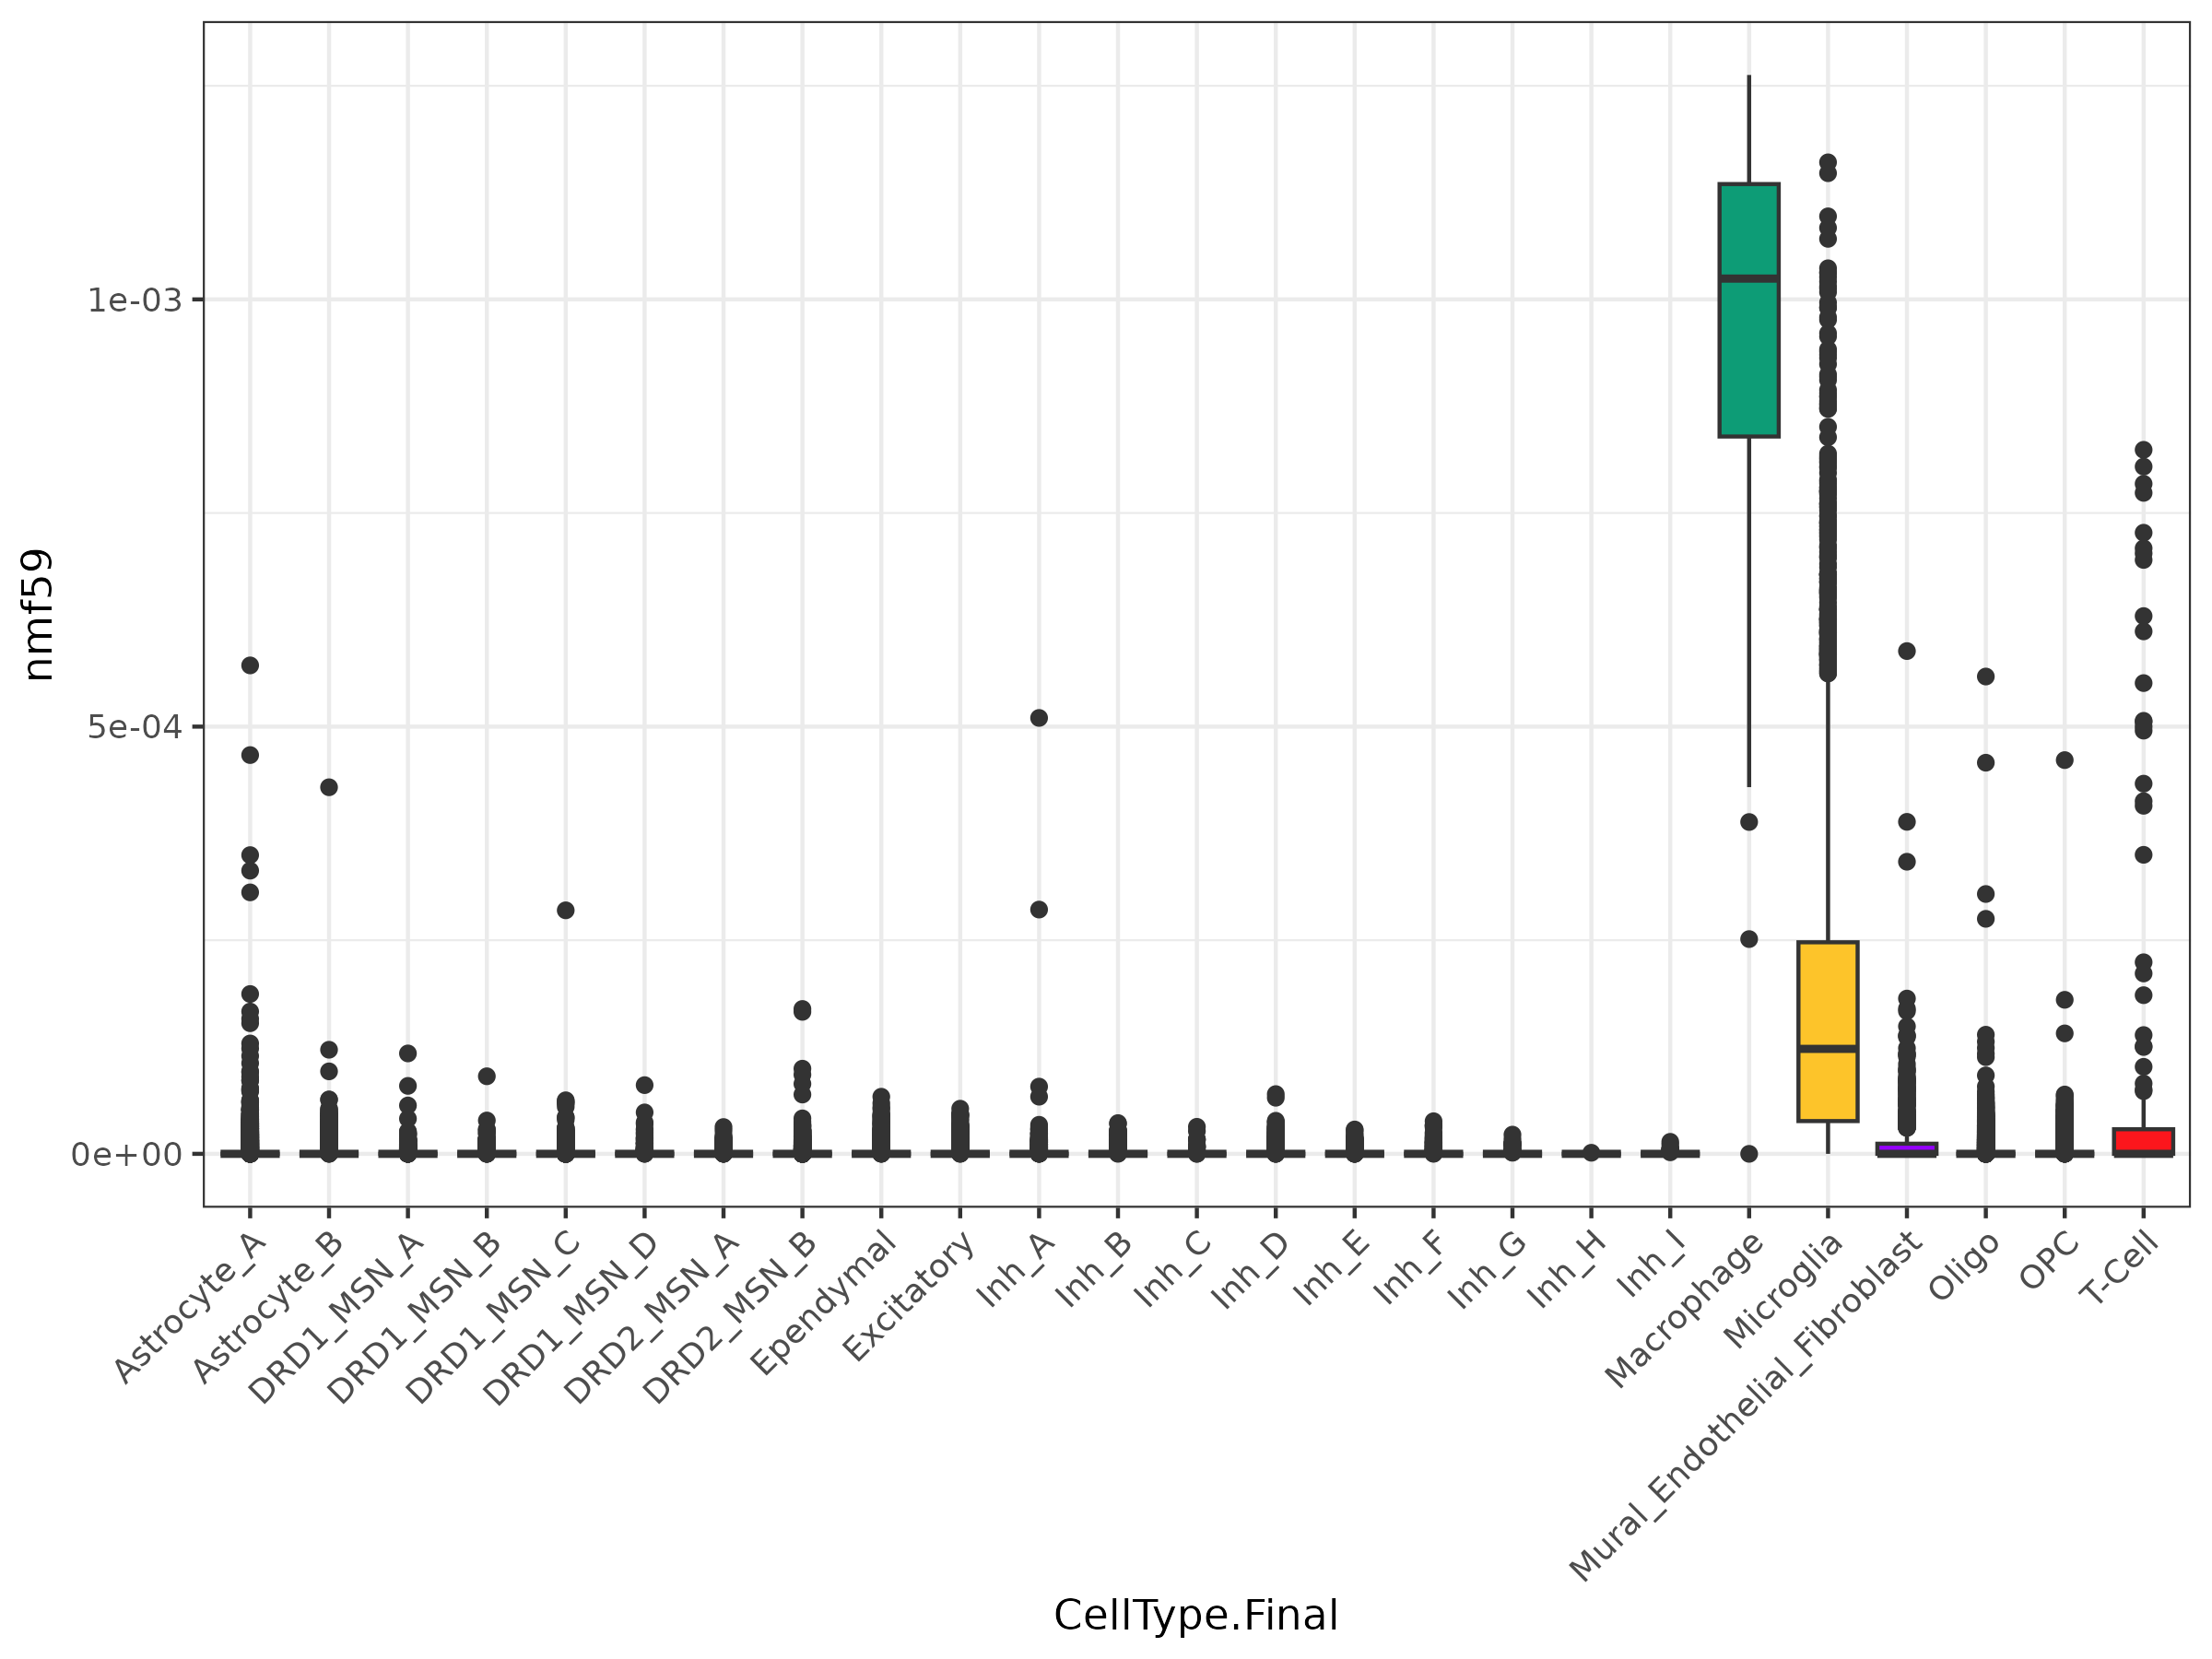 nmf59
1e-03
5e-04
0e+00
Astrocyte_A
Astrocyte_B
DRD1_MSN_A
DRD1_MSN_B
DRD1_MSN_C
DRD1_MSN_D
DRD2_MSN_A
DRD2_MSN_B
Ependymal
Excitatory
Inh_A
Inh_B
Inh_C
Inh_D
Inh_E
Inh_F
Inh_G
Inh_H
Inh_I
Macrophage
Microglia
Mural_Endothelial_Fibroblast
Oligo
OPC
T-Cell
CellType.Final